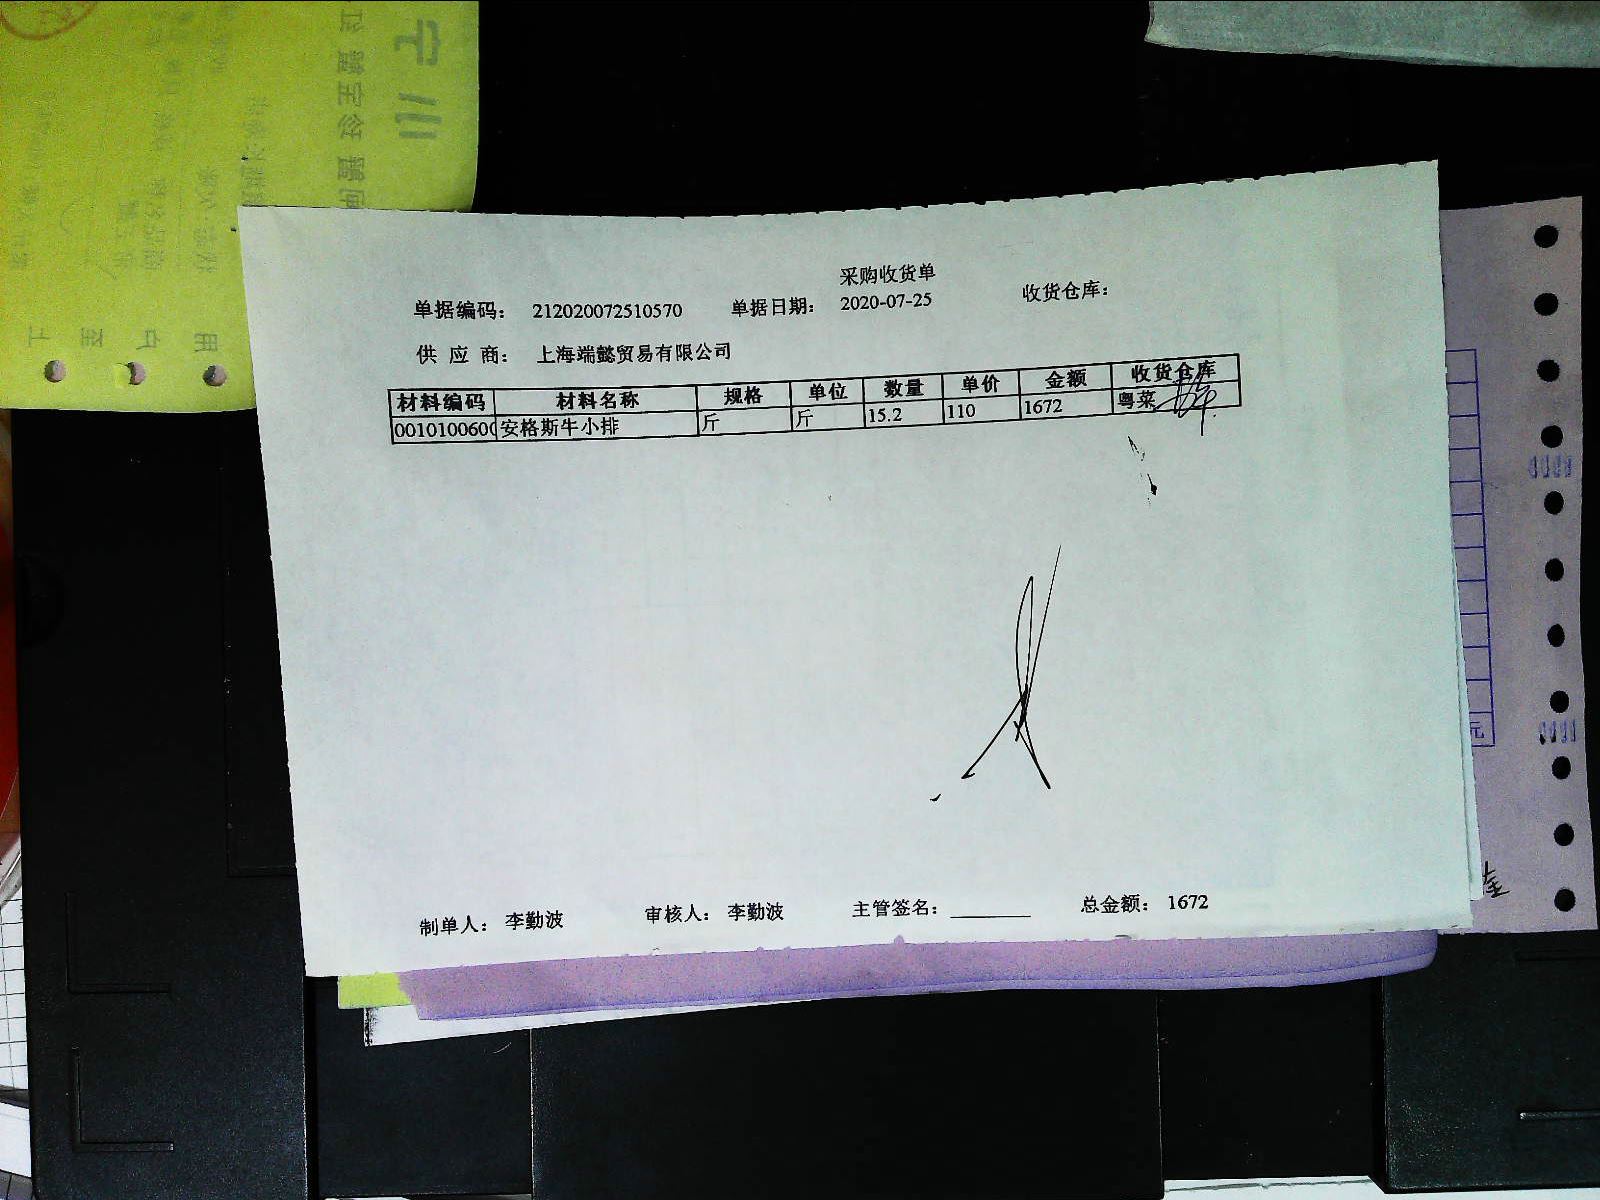 采购收货单
单据编码： 212020072510570 单据日期： 2020-07-25 收货仓库：
供 应 商： 上海端懿贸易有限公司
材料编码 材料名称 规格 单位 数量 单价 金额 收货仓库
0010100600 安格斯牛小排 斤 斤 15.2 110 1672 粤菜
制单人： 李勤波 审核人： 李勤波 主管签名： 总金额： 1672
元